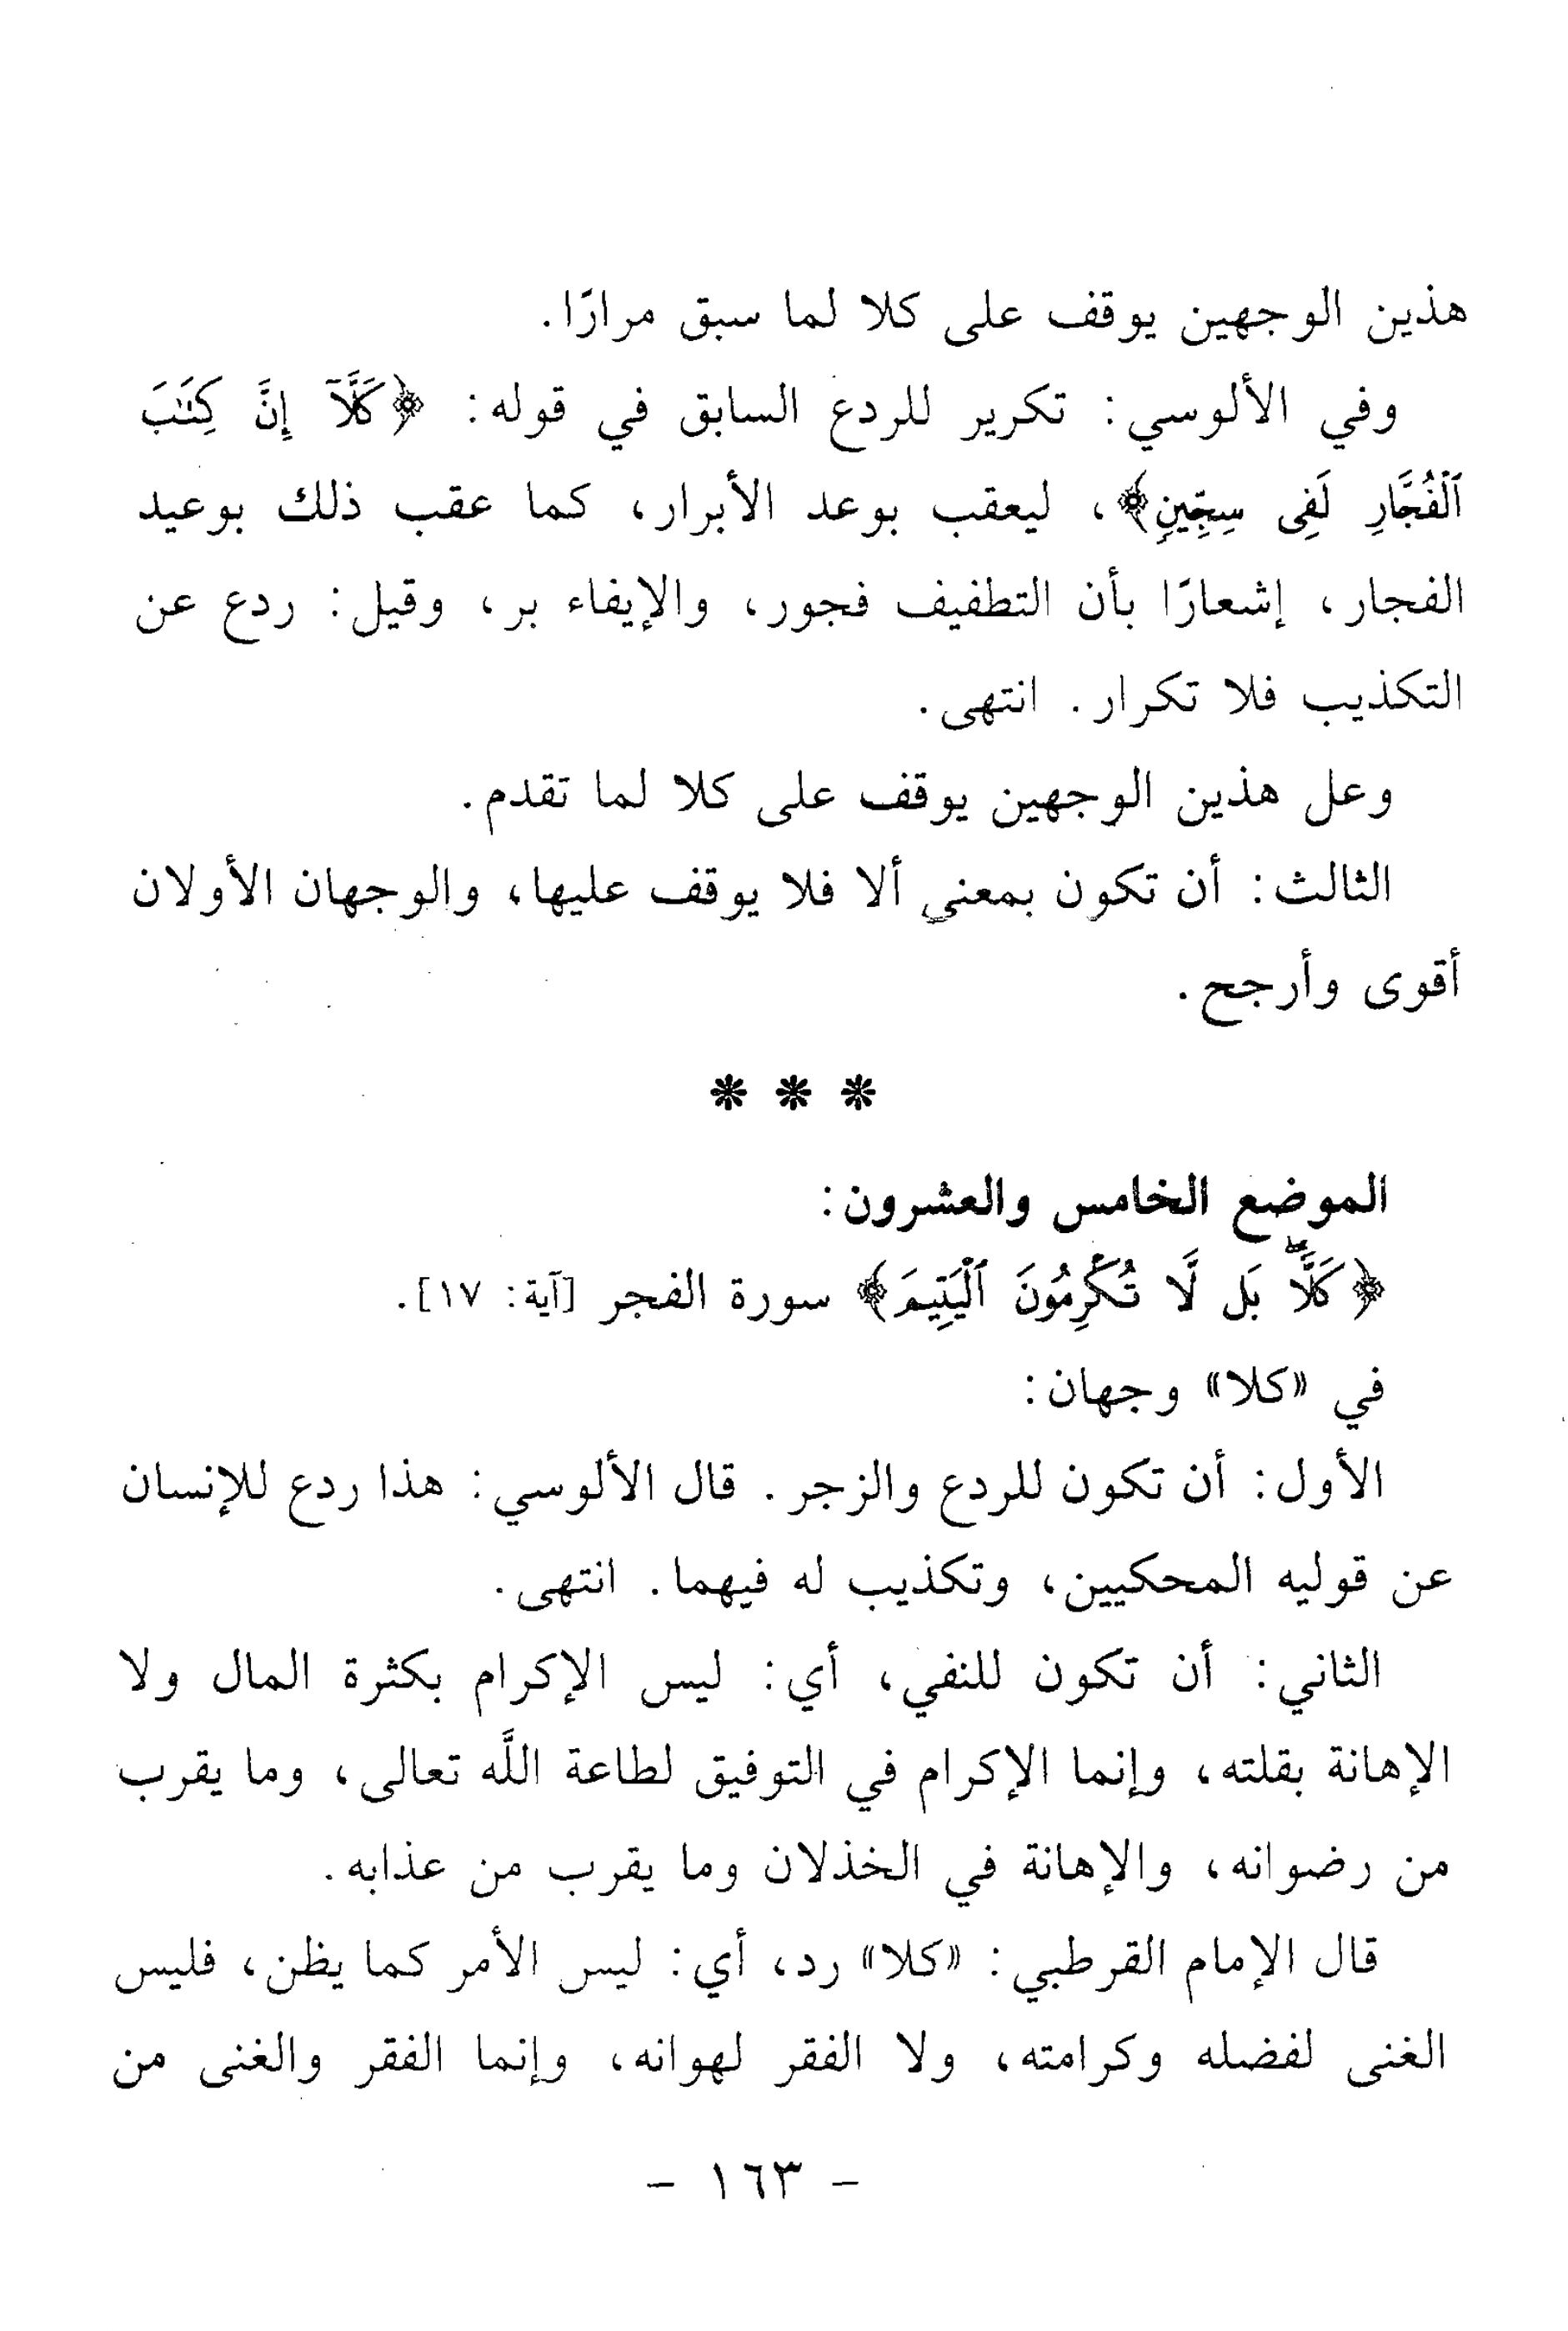 هذين الوجهين يوقف على كلا لما سبق مرارًا.
وفي الألوسي: تكرير للردع السابق في قوله: ﴿كَلَّآ إِنَّ كِتَٰبَ
ٱلْفُجَّارِ لَفِى سِجِّينٍ﴾، ليعقب بوعد الأبرار، كما عقب ذلك بوعيد
الفجار، إشعارًا بأن التطفيف فجور، والإيفاء بر، وقيل: ردع عن
التكذيب فلا تكرار. انتهى.
وعل هذين الوجهين يوقف على كلا لما تقدم.
الثالث: أن تكون بمعنى ألا فلا يوقف عليها، والوجهان الأولان
أقوى وأرجح.
* * *
الموضع الخامس والعشرون:
﴿كَلَّاۖ بَل لَّا تُكْرِمُونَ ٱلْيَتِيمَ﴾ سورة الفجر [آية: ١٧].
في «كلا» وجهان:
الأول: أن تكون للردع والزجر. قال الألوسي: هذا ردع للإنسان
عن قوليه المحكيين، وتكذيب له فيهما. انتهى.
الثاني: أن تكون للنفي، أي: ليس الإكرام بكثرة المال ولا
الإهانة بقلته، وإنما الإكرام في التوفيق لطاعة اللَّه تعالى، وما يقرب
من رضوانه، والإهانة في الخذلان وما يقرب من عذابه.
قال الإمام القرطبي: «كلا» رد، أي: ليس الأمر كما يظن، فليس
الغنى لفضله وكرامته، ولا الفقر لهوانه، وإنما الفقر والغنى من
- ١٦٣ -